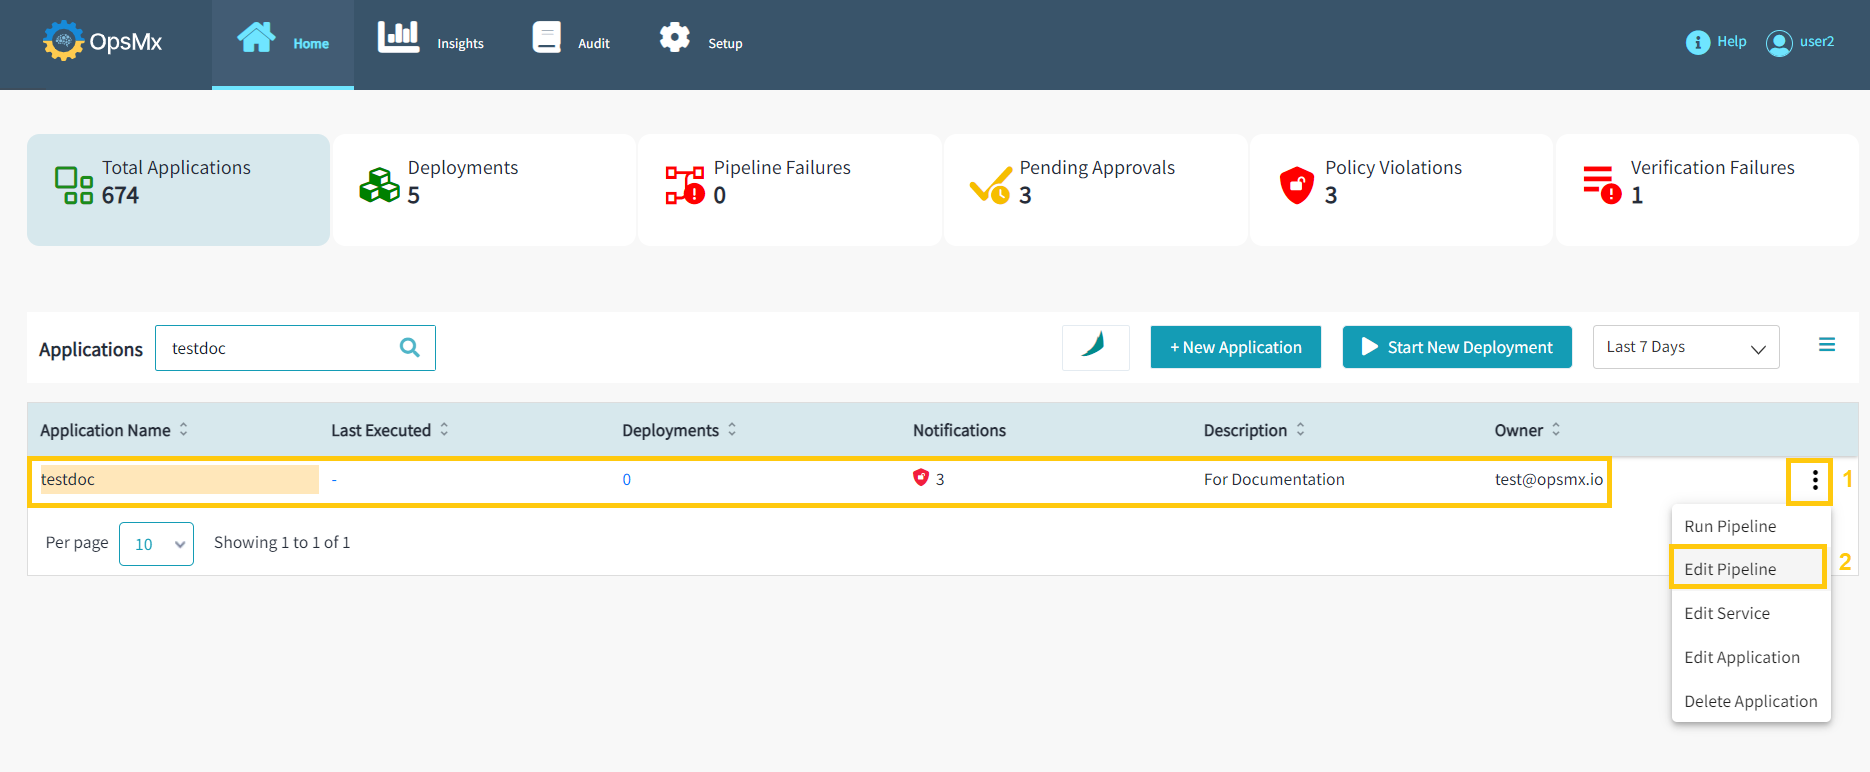 OpsMx
Home
Insights
Audit
Setup
Help
user2
Total Applications
674
Deployments
5
Pipeline Failures
0
Pending Approvals
3
Policy Violations
3
Verification Failures
1
Applications
testdoc
+ New Application
Start New Deployment
Last 7 Days
Application Name
Last Executed
Deployments
Notifications
Description
Owner
testdoc
-
0
3
For Documentation
test@opsmx.io
1
Per page
10
Showing 1 to 1 of 1
Run Pipeline
Edit Pipeline
2
Edit Service
Edit Application
Delete Application